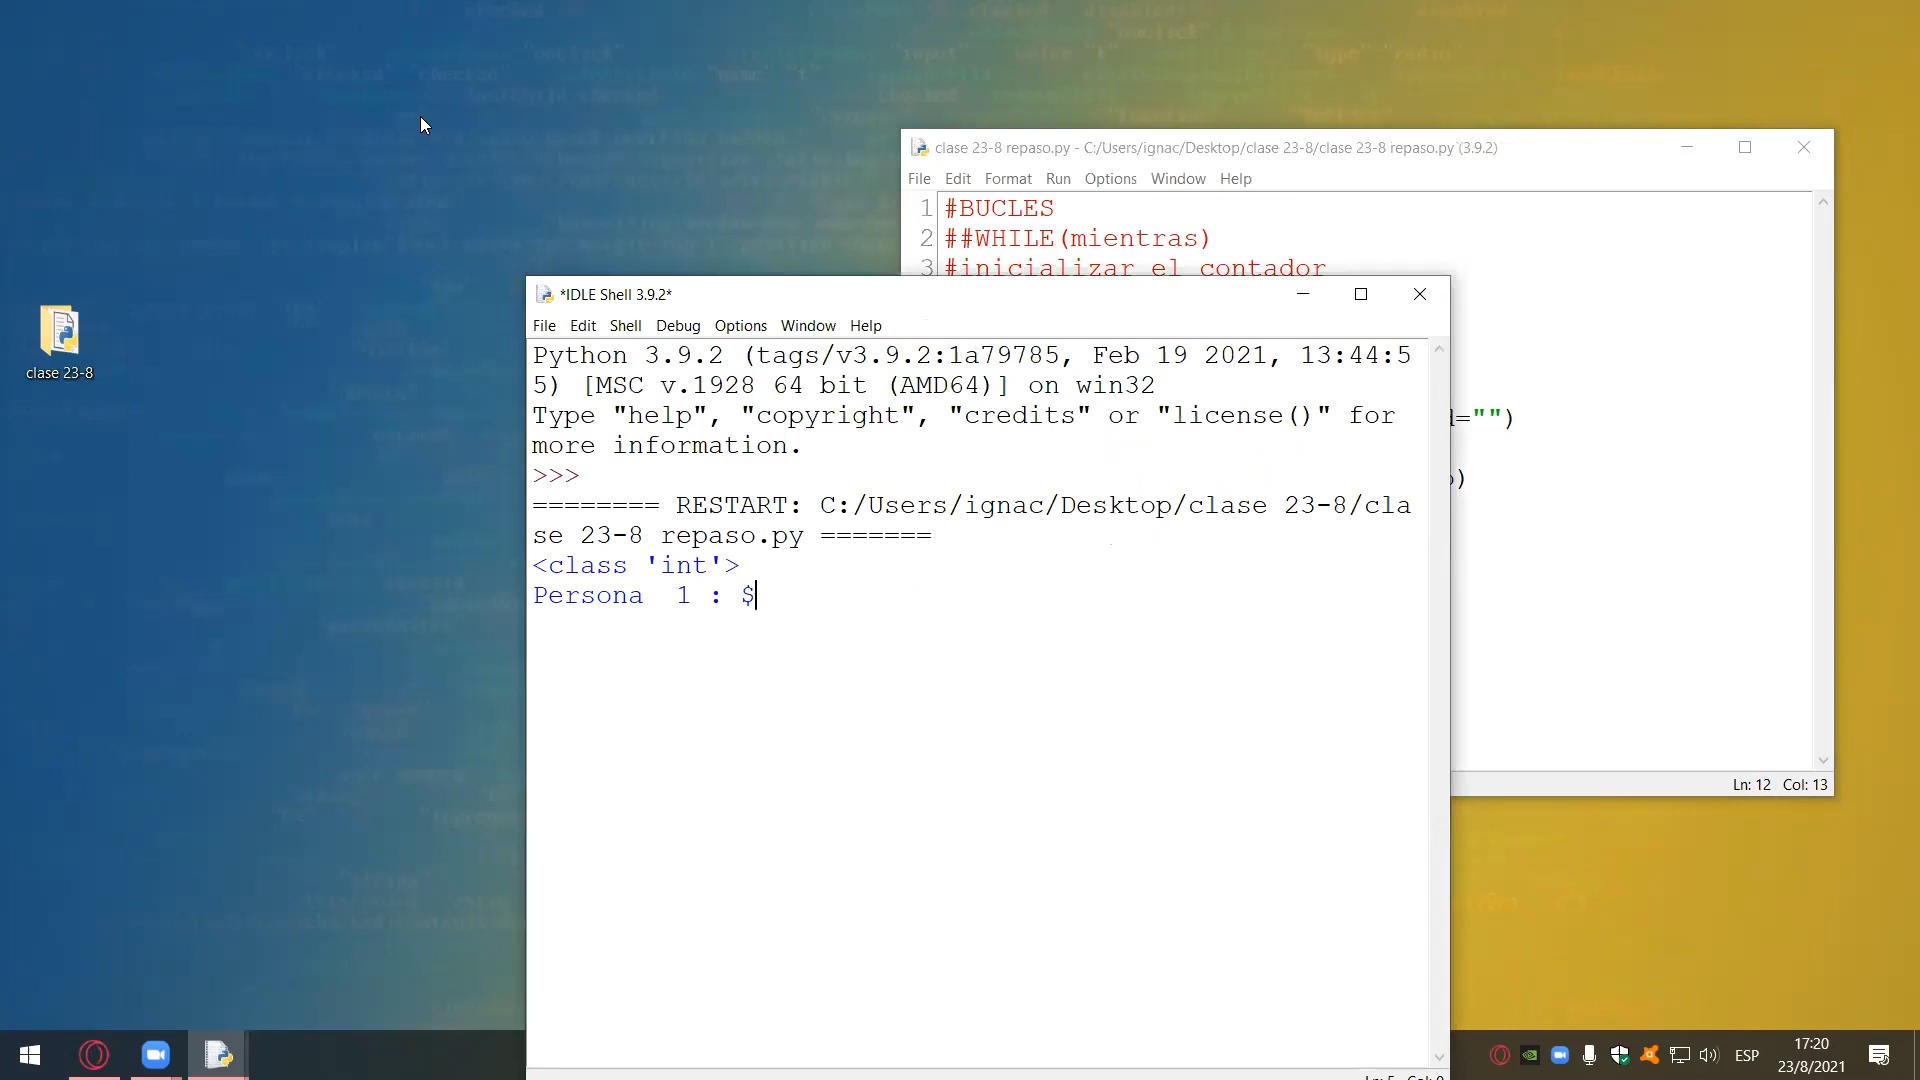 clase 23-8 repaso.py - C:/Users/ignac/Desktop/clase 23-8/clase 23-8 repaso.py (3.9.2)
File Edit Format Run Options Window Help
1 #BUCLES
2 ##WHILE(mientras)
3 #inicializar el contador
="")
)
Ln: 12 Col: 13
clase 23-8
*IDLE Shell 3.9.2*
File Edit Shell Debug Options Window Help
Python 3.9.2 (tags/v3.9.2:1a79785, Feb 19 2021, 13:44:5
5) [MSC v.1928 64 bit (AMD64)] on win32
Type "help", "copyright", "credits" or "license()" for
more information.
>>>
======== RESTART: C:/Users/ignac/Desktop/clase 23-8/cla
se 23-8 repaso.py =======
<class 'int'>
Persona  1 : $
ESP
17:20
23/8/2021